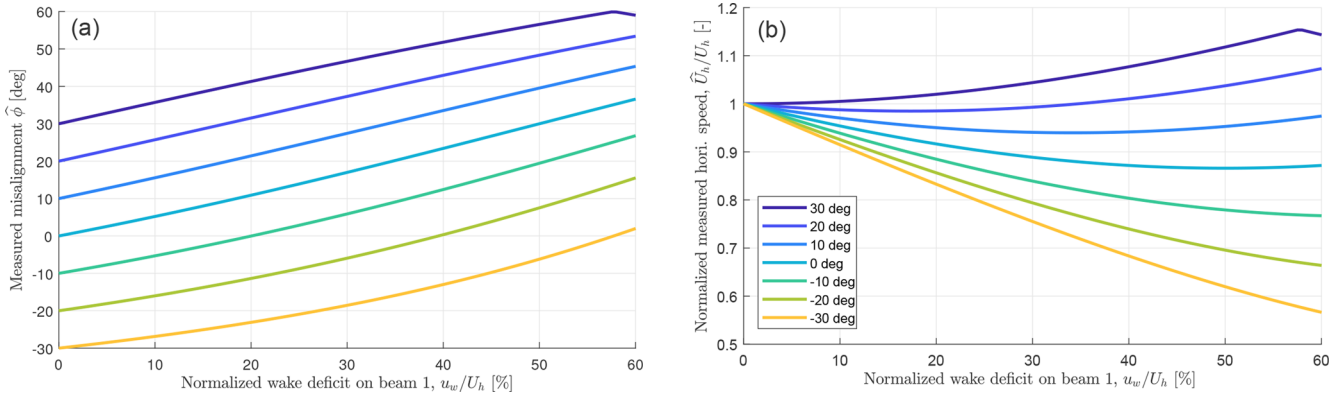 (a)
Measured misalignment $\widehat{\phi}$ [deg]
60
50
40
30
20
10
0
-10
-20
-30
0 10 20 30 40 50 60
Normalized wake deficit on beam 1, $u_w/U_h$ [%]
(b)
Normalized measured hori. speed, $\widehat{U}_h/U_h$ [-]
1.2
1.1
1
0.9
0.8
0.7
0.6
0.5
30 deg
20 deg
10 deg
0 deg
-10 deg
-20 deg
-30 deg
0 10 20 30 40 50 60
Normalized wake deficit on beam 1, $u_w/U_h$ [%]